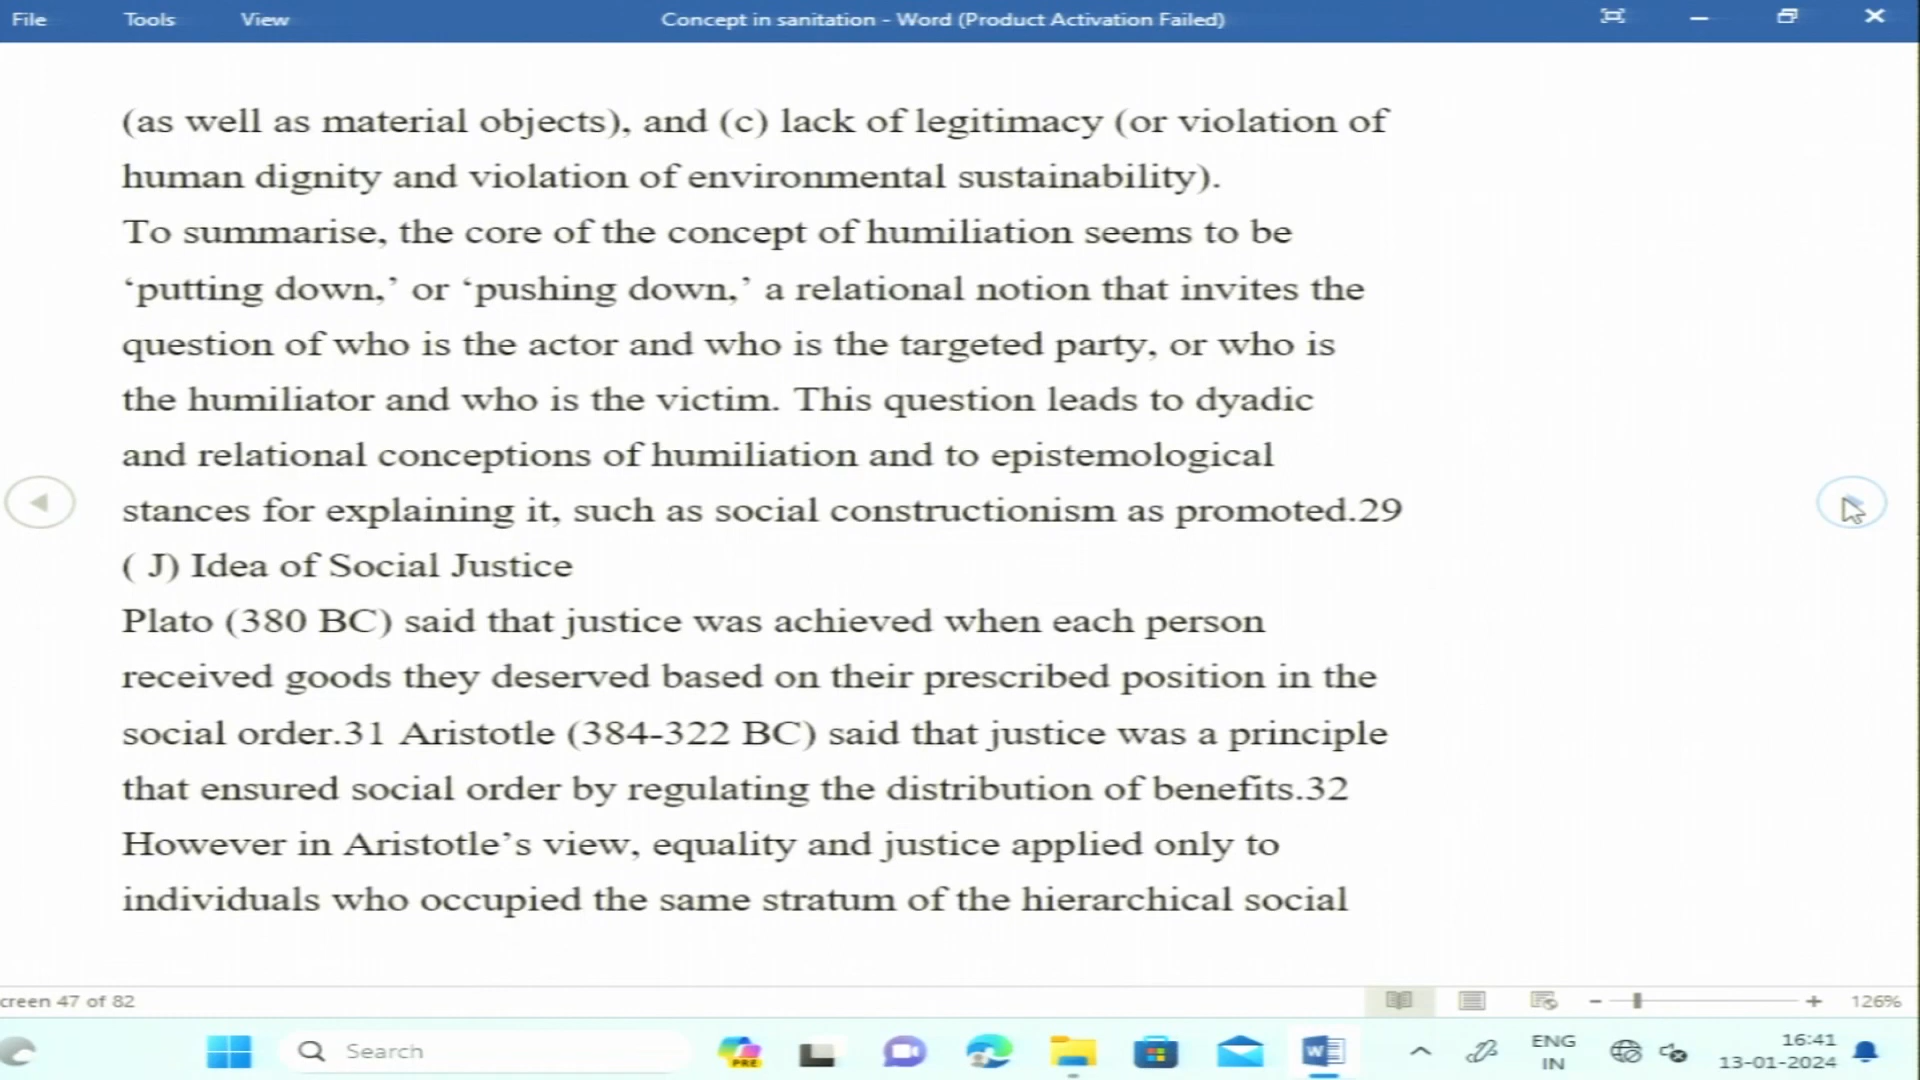 File Tools View Concept in sanitation - Word (Product Activation Failed)
(as well as material objects), and (c) lack of legitimacy (or violation of
human dignity and violation of environmental sustainability).
To summarise, the core of the concept of humiliation seems to be
‘putting down,’ or ‘pushing down,’ a relational notion that invites the
question of who is the actor and who is the targeted party, or who is
the humiliator and who is the victim. This question leads to dyadic
and relational conceptions of humiliation and to epistemological
stances for explaining it, such as social constructionism as promoted.29
( J) Idea of Social Justice
Plato (380 BC) said that justice was achieved when each person
received goods they deserved based on their prescribed position in the
social order.31 Aristotle (384-322 BC) said that justice was a principle
that ensured social order by regulating the distribution of benefits.32
However in Aristotle’s view, equality and justice applied only to
individuals who occupied the same stratum of the hierarchical social
creen 47 of 82 126%
Search PRE ENG 16:41
IN 13-01-2024